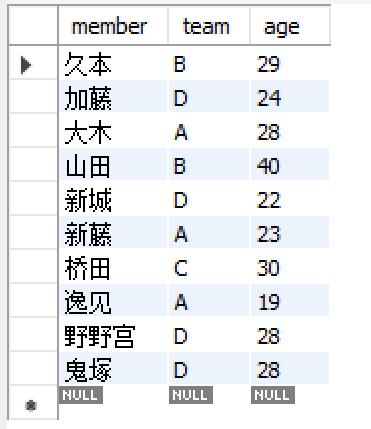 member team age
久本 B 29
加藤 D 24
大木 A 28
山田 B 40
新城 D 22
新藤 A 23
桥田 C 30
逸见 A 19
野野宫 D 28
鬼塚 D 28
NULL NULL NULL